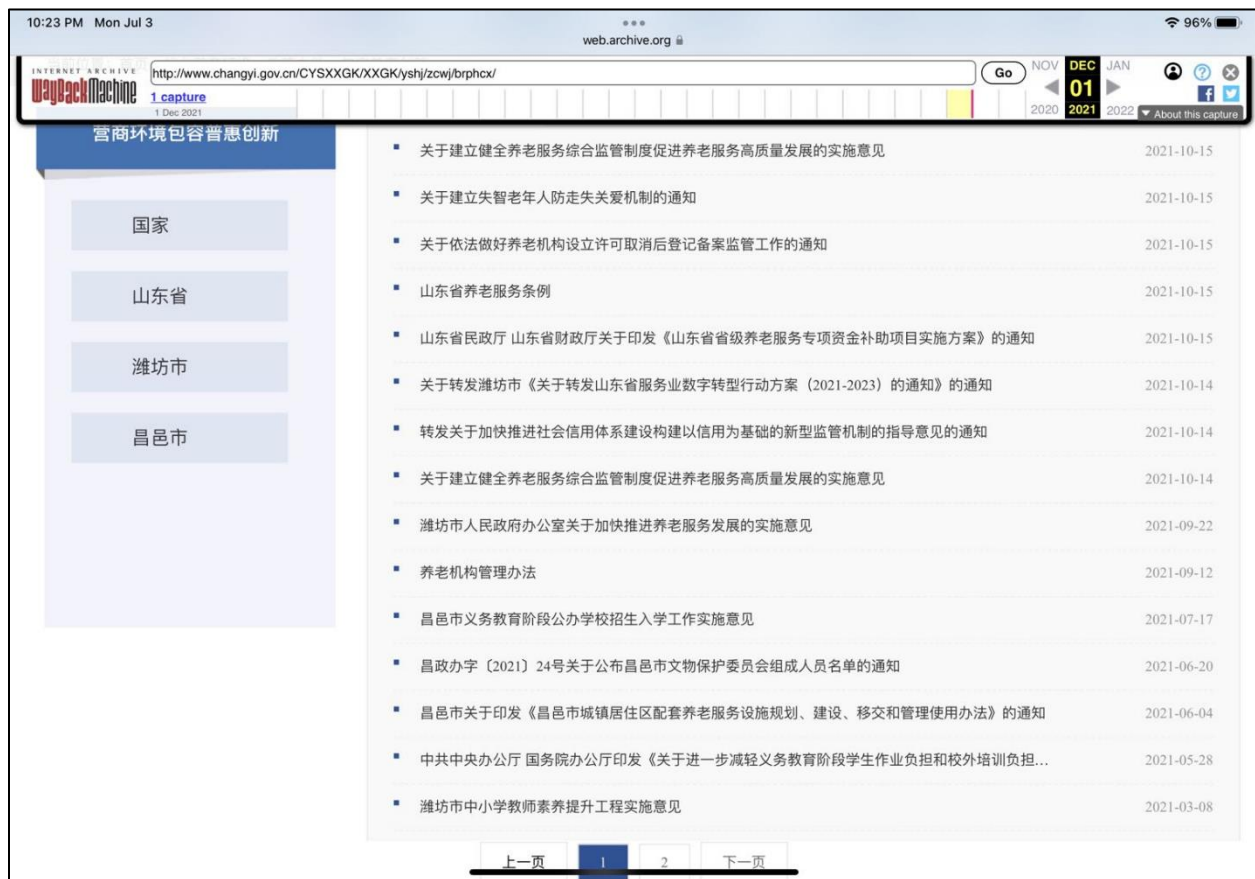 10:23 PM Mon Jul 3
96%
web.archive.org
INTERNET ARCHIVE
WayBackMachine
http://www.changyi.gov.cn/CYSXXGK/XXGK/yshj/zcwj/brphcx/
Go
NOV DEC JAN
1 capture
01
1 Dec 2021
2020 2021 2022
About this capture
营商环境包容普惠创新
国家
山东省
潍坊市
昌邑市
关于建立健全养老服务综合监管制度促进养老服务高质量发展的实施意见 2021-10-15
关于建立失智老年人防走失关爱机制的通知 2021-10-15
关于依法做好养老机构设立许可取消后登记备案监管工作的通知 2021-10-15
山东省养老服务条例 2021-10-15
山东省民政厅 山东省财政厅关于印发《山东省省级养老服务专项资金补助项目实施方案》的通知 2021-10-15
关于转发潍坊市《关于转发山东省服务业数字转型行动方案（2021-2023）的通知》的通知 2021-10-14
转发关于加快推进社会信用体系建设构建以信用为基础的新型监管机制的指导意见的通知 2021-10-14
关于建立健全养老服务综合监管制度促进养老服务高质量发展的实施意见 2021-10-14
潍坊市人民政府办公室关于加快推进养老服务发展的实施意见 2021-09-22
养老机构管理办法 2021-09-12
昌邑市义务教育阶段公办学校招生入学工作实施意见 2021-07-17
昌政办字〔2021〕24号关于公布昌邑市文物保护委员会组成人员名单的通知 2021-06-20
昌邑市关于印发《昌邑市城镇居住区配套养老服务设施规划、建设、移交和管理使用办法》的通知 2021-06-04
中共中央办公厅 国务院办公厅印发《关于进一步减轻义务教育阶段学生作业负担和校外培训负担... 2021-05-28
潍坊市中小学教师素养提升工程实施意见 2021-03-08
上一页 1 2 下一页